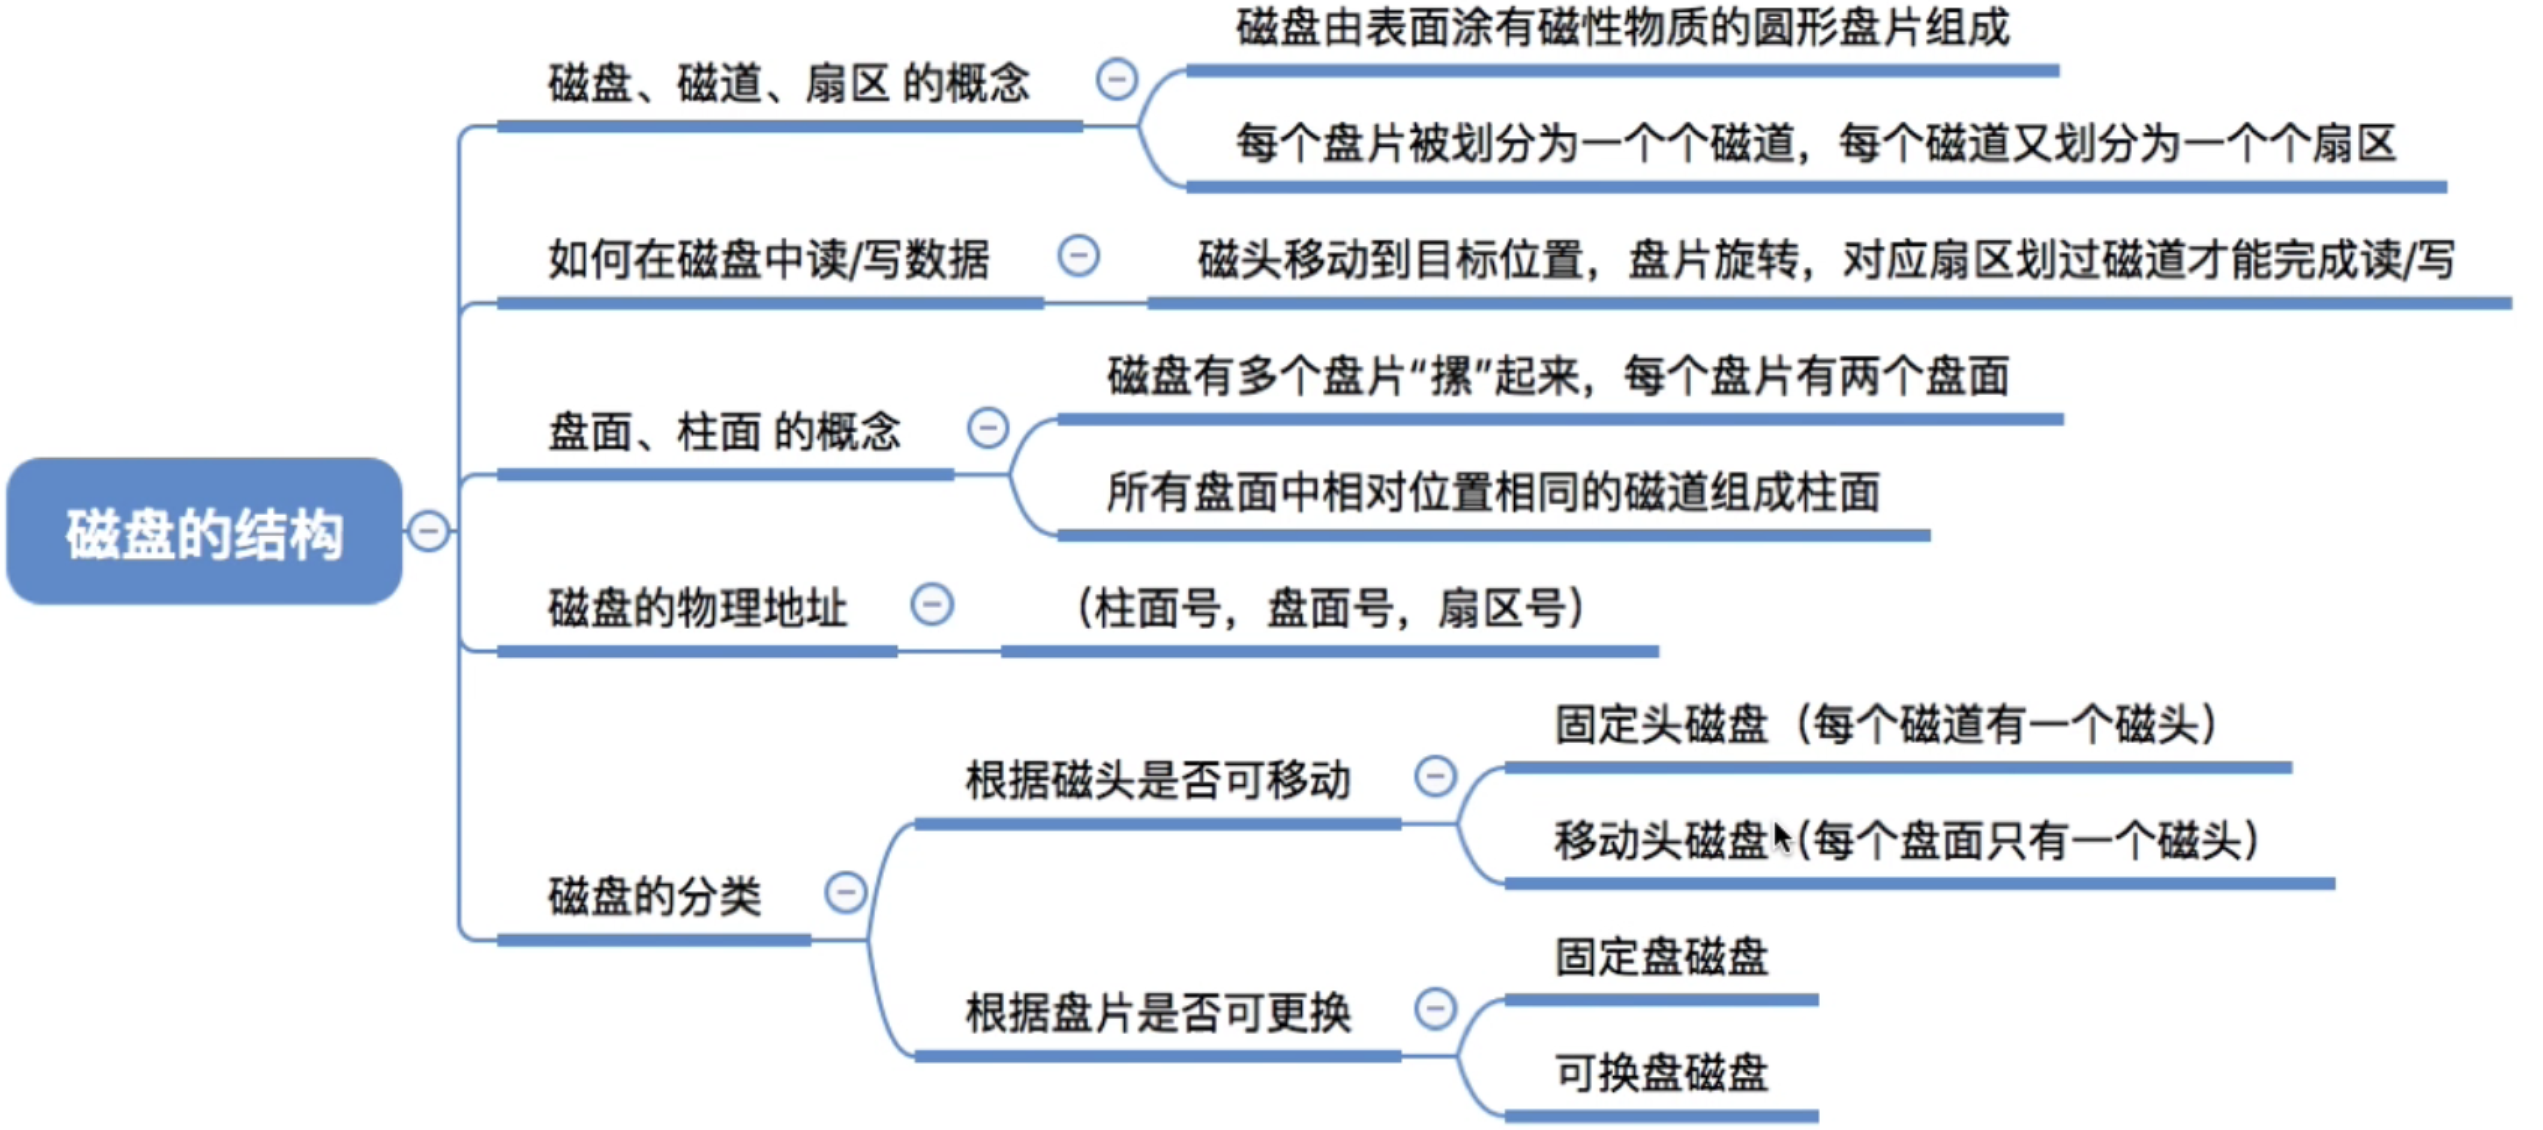 磁盘的结构
磁盘、磁道、扇区 的概念
磁盘由表面涂有磁性物质的圆形盘片组成
每个盘片被划分为一个个磁道，每个磁道又划分为一个个扇区
如何在磁盘中读/写数据
磁头移动到目标位置，盘片旋转，对应扇区划过磁道才能完成读/写
盘面、柱面 的概念
磁盘有多个盘片“摞”起来，每个盘片有两个盘面
所有盘面中相对位置相同的磁道组成柱面
磁盘的物理地址
（柱面号，盘面号，扇区号）
磁盘的分类
根据磁头是否可移动
固定头磁盘（每个磁道有一个磁头）
移动头磁盘（每个盘面只有一个磁头）
根据盘片是否可更换
固定盘磁盘
可换盘磁盘